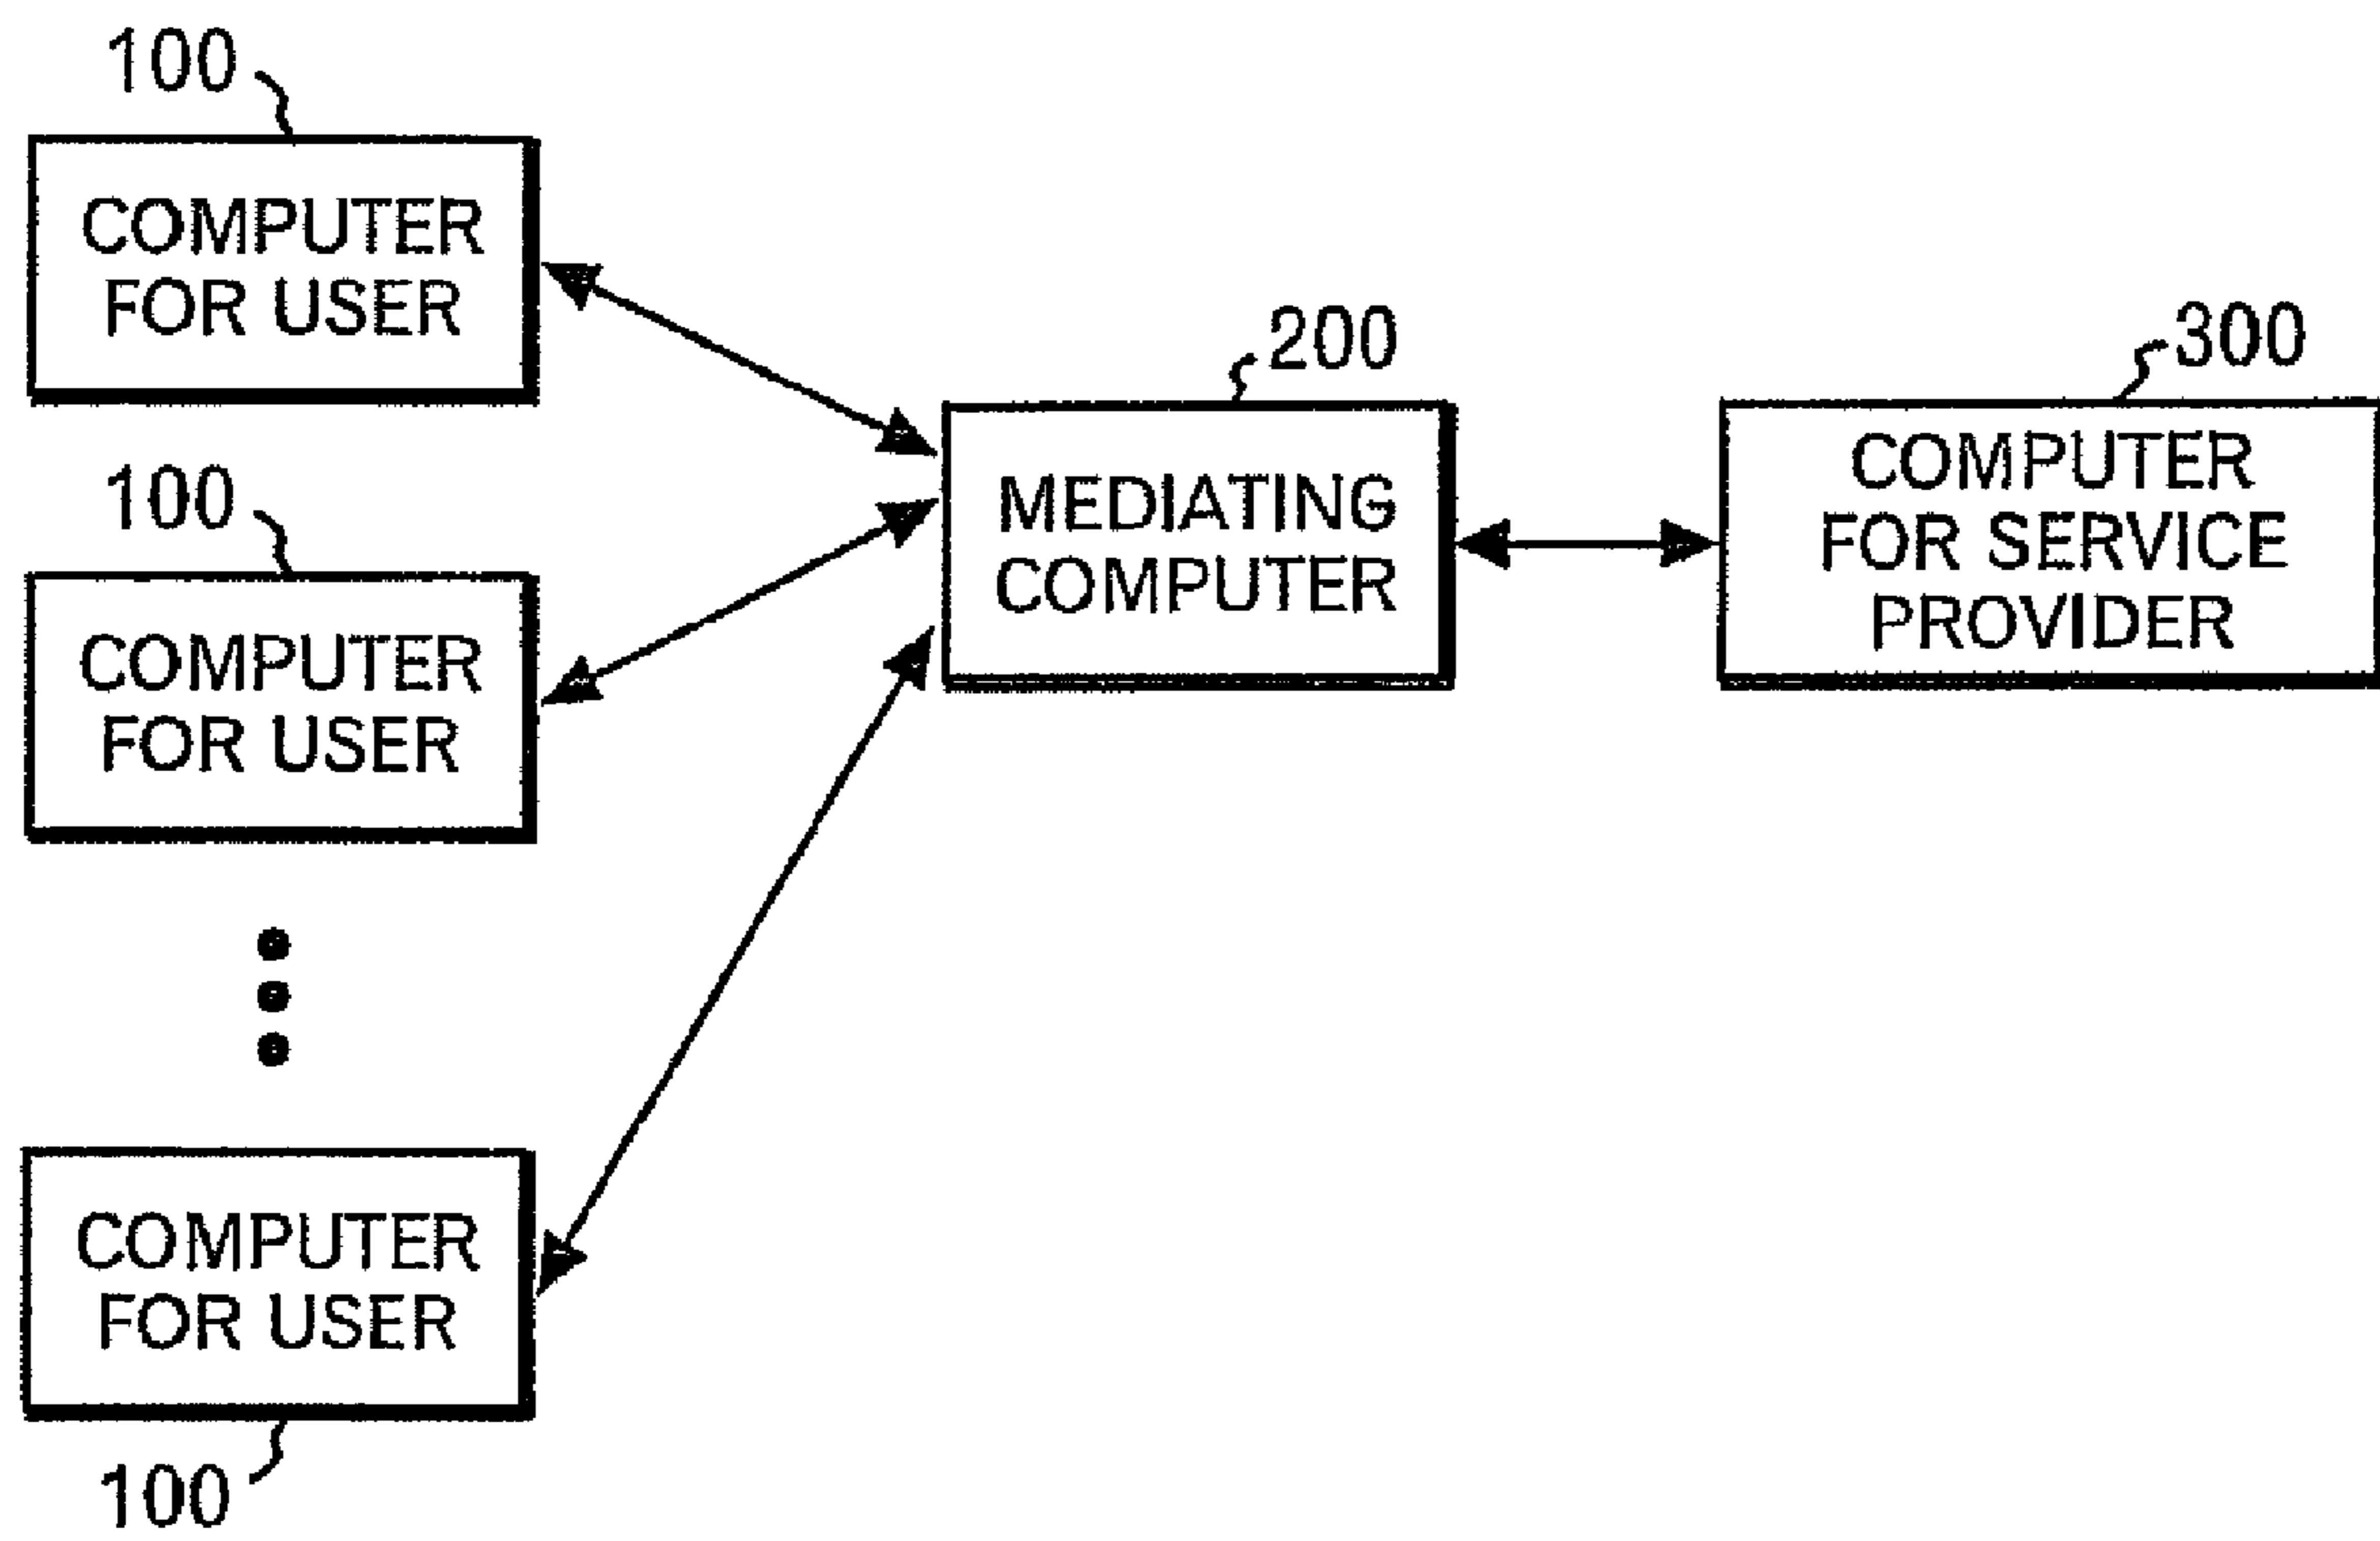 100
COMPUTER
FOR USER
100
COMPUTER
FOR USER
COMPUTER
FOR USER
100
200
MEDIATING
COMPUTER
300
COMPUTER
FOR SERVICE
PROVIDER